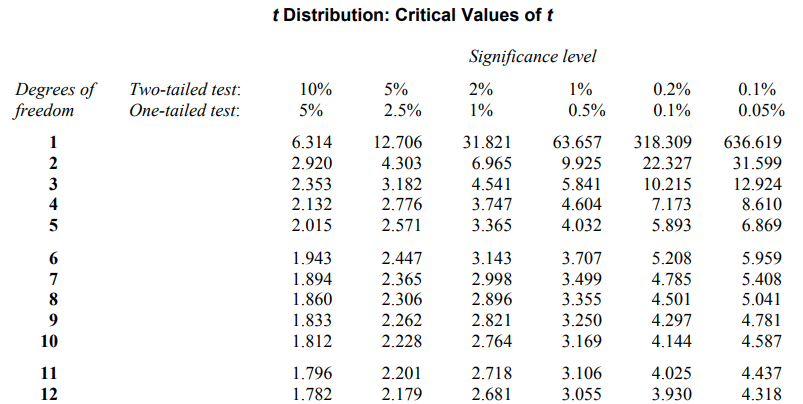 t Distribution: Critical Values of t
Significance level
Degrees of Two-tailed test: 10% 5% 2% 1% 0.2% 0.1%
freedom One-tailed test: 5% 2.5% 1% 0.5% 0.1% 0.05%
1 6.314 12.706 31.821 63.657 318.309 636.619
2 2.920 4.303 6.965 9.925 22.327 31.599
3 2.353 3.182 4.541 5.841 10.215 12.924
4 2.132 2.776 3.747 4.604 7.173 8.610
5 2.015 2.571 3.365 4.032 5.893 6.869
6 1.943 2.447 3.143 3.707 5.208 5.959
7 1.894 2.365 2.998 3.499 4.785 5.408
8 1.860 2.306 2.896 3.355 4.501 5.041
9 1.833 2.262 2.821 3.250 4.297 4.781
10 1.812 2.228 2.764 3.169 4.144 4.587
11 1.796 2.201 2.718 3.106 4.025 4.437
12 1.782 2.179 2.681 3.055 3.930 4.318